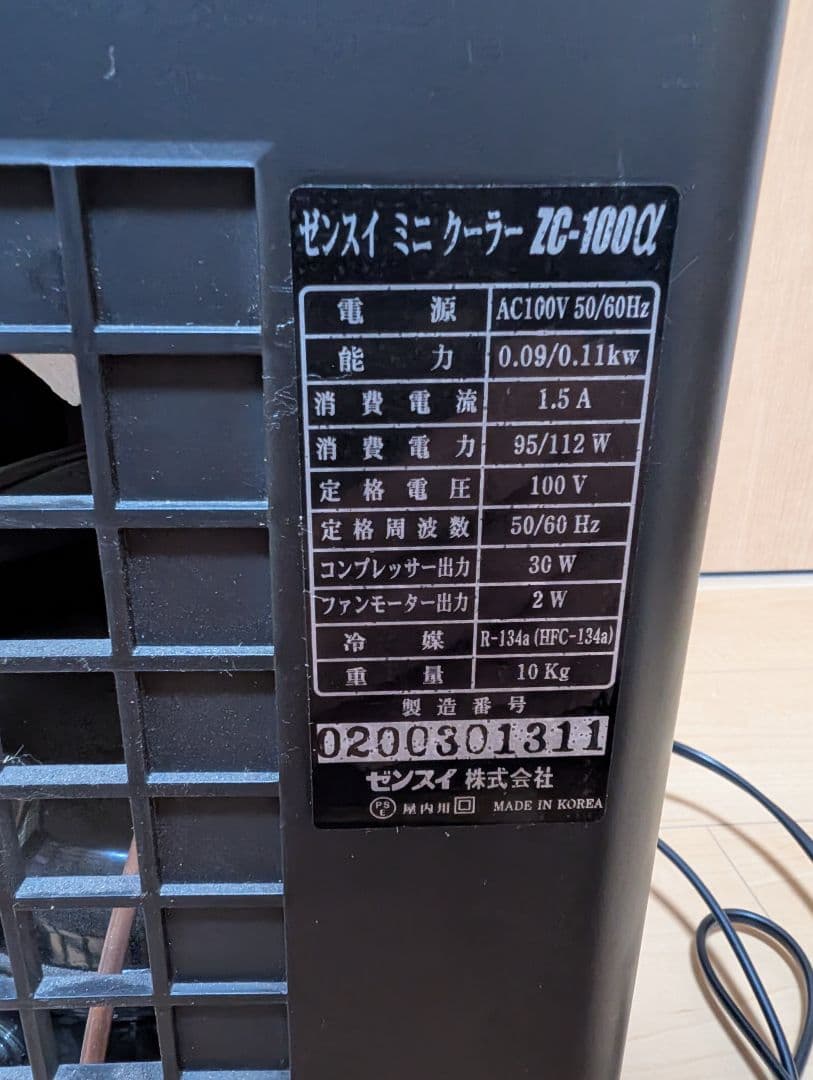 ゼンスイ ミニ クーラー ZC-100α
電源 AC100V 50/60Hz
能力 0.09/0.11kw
消費電流 1.5 A
消費電力 95/112 W
定格電圧 100 V
定格周波数 50/60 Hz
コンプレッサー出力 30 W
ファンモーター出力 2 W
冷媒 R-134a (HFC-134a)
重量 10 Kg
製造番号
0200301311
ゼンスイ 株式会社
PSE 屋内用 MADE IN KOREA